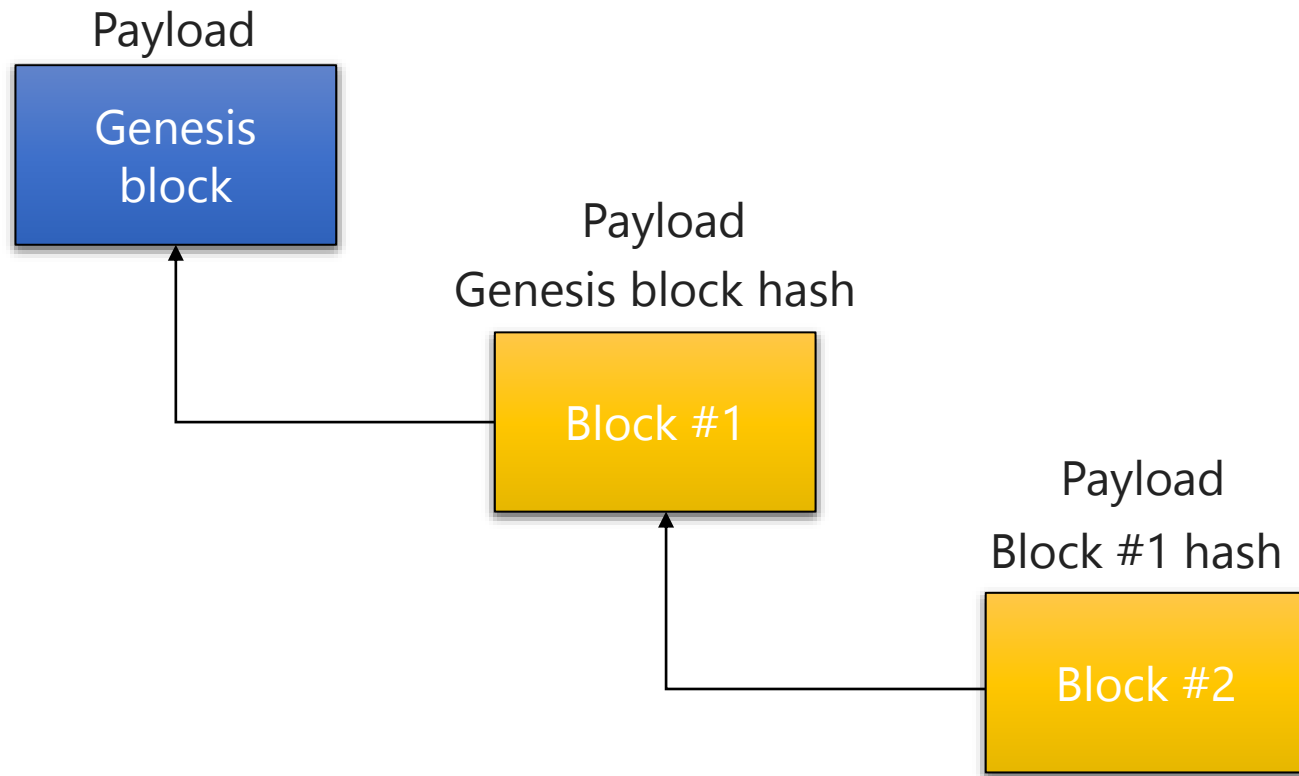 Payload
Genesis
block
Payload
Genesis block hash
Block #1
Payload
Block #1 hash
Block #2